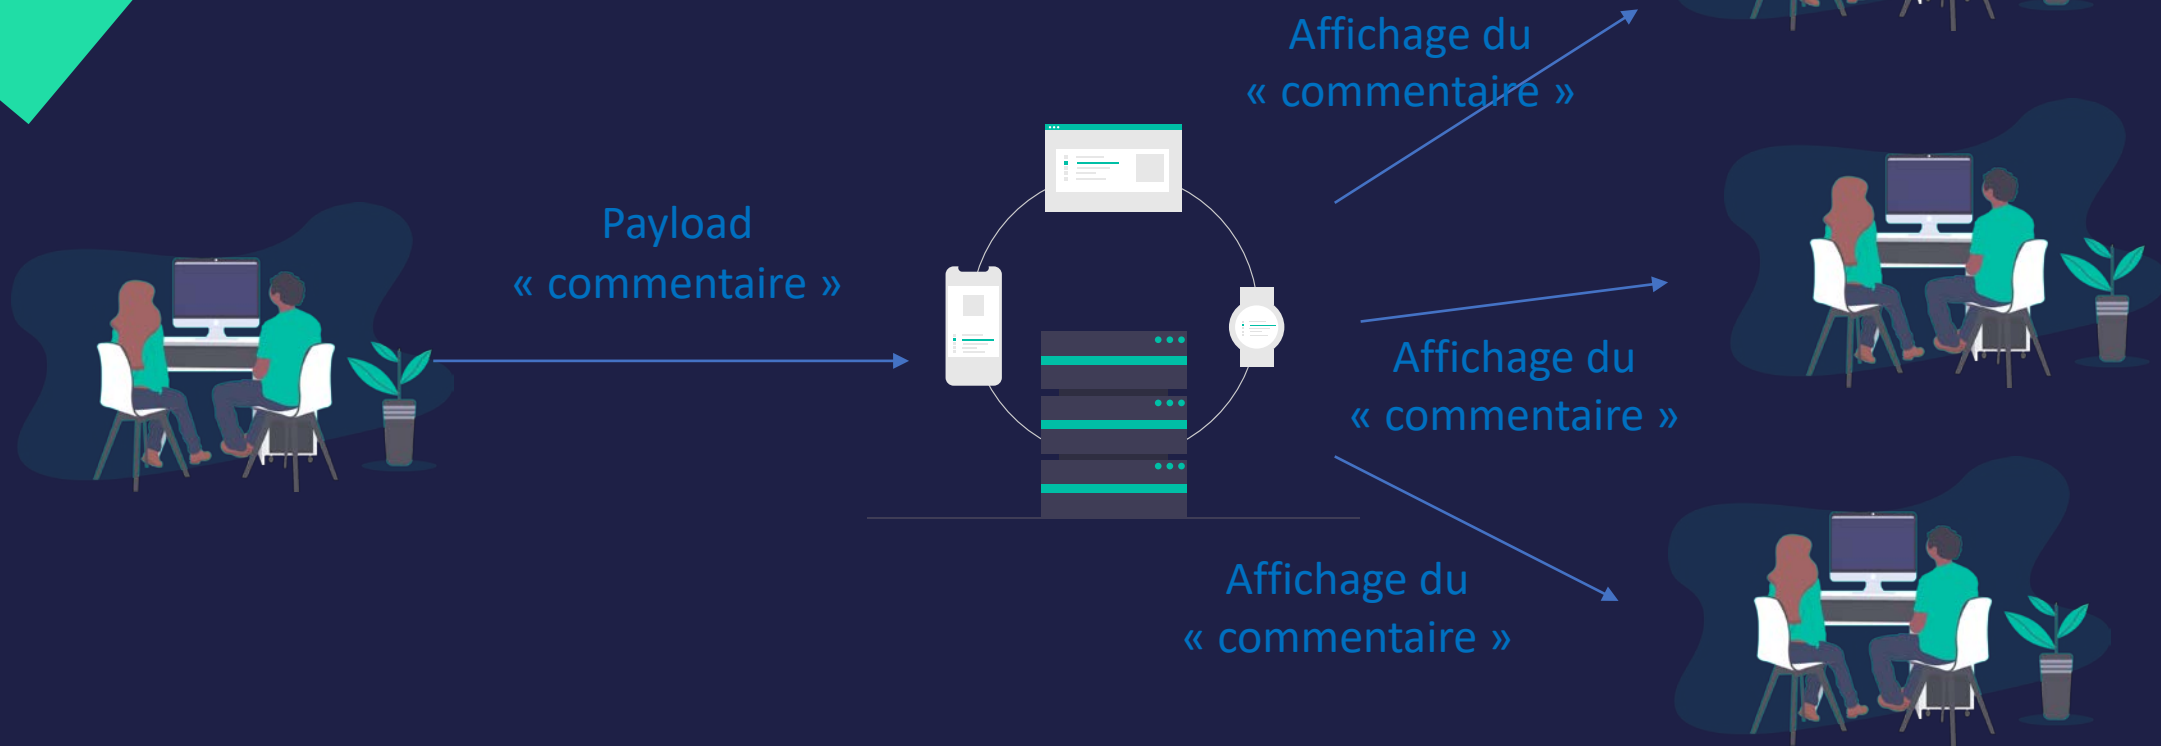 Affichage du
« commentaire »
Payload
« commentaire »
Affichage du
« commentaire »
Affichage du
« commentaire »